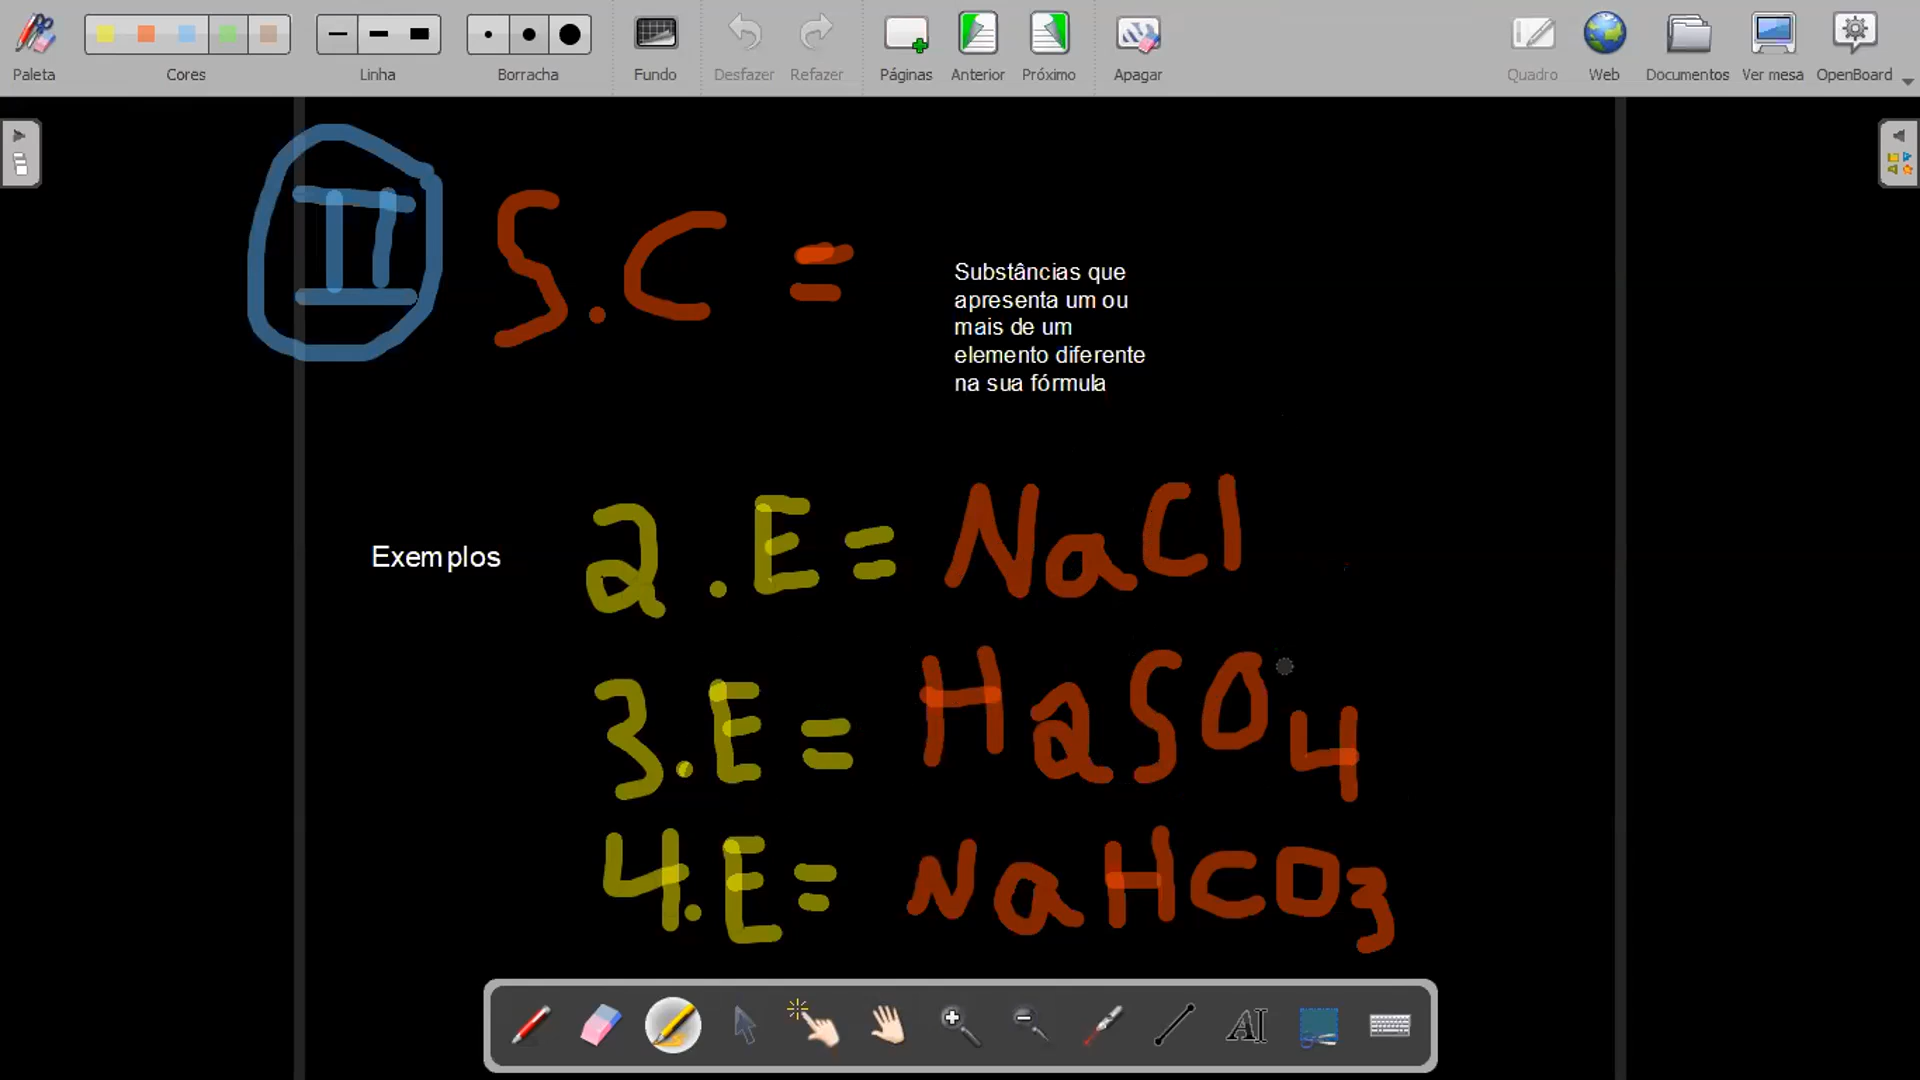 Paleta
Cores
Linha
Borracha
Fundo
Desfazer
Refazer
Páginas
Anterior
Próximo
Apagar
Quadro
Web
Documentos
Ver mesa
OpenBoard
II S.C =
Substâncias que
apresenta um ou
mais de um
elemento diferente
na sua fórmula
Exemplos
2.E = NaCl
3.E = H2SO4
4.E = NaHCO3
AI